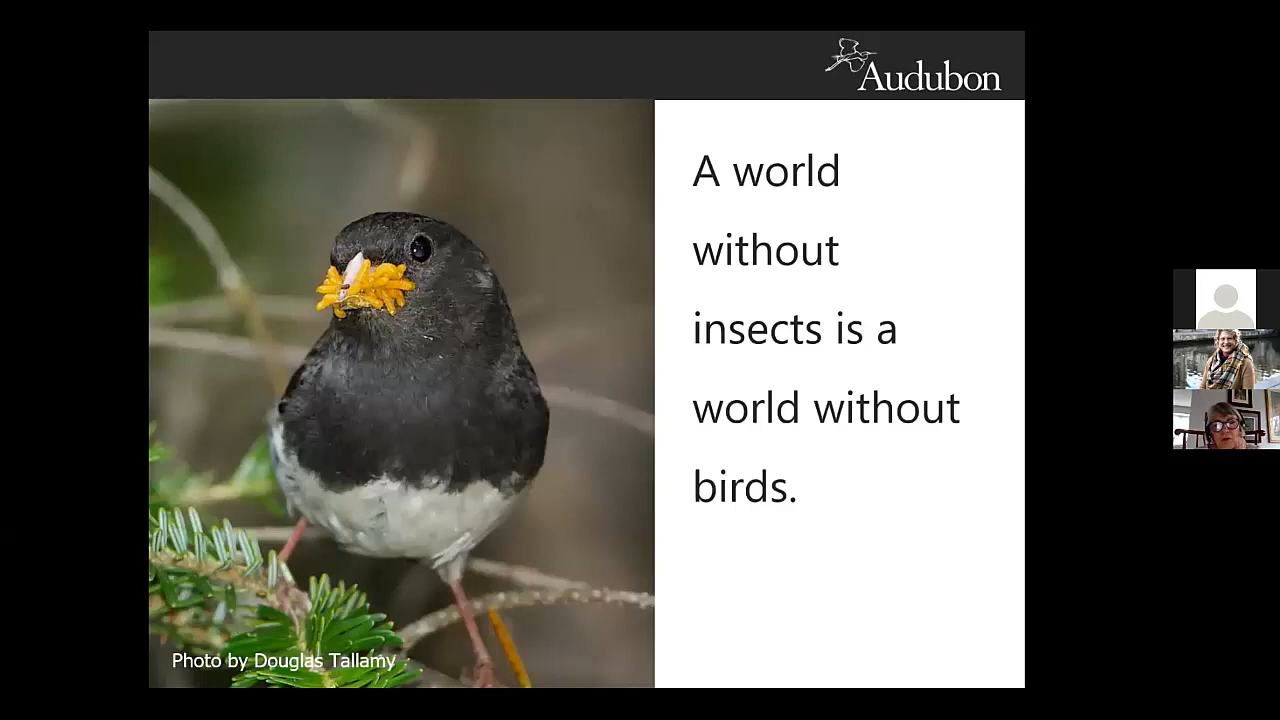 Audubon
A world
without
insects is a
world without
birds.
Photo by Douglas Tallamy